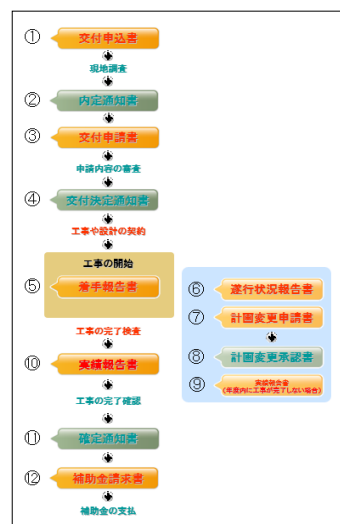 ① 交付申込書
現地調査
② 内定通知書
③ 交付申請書
申請内容の審査
④ 交付決定通知書
工事や設計の契約
工事の開始
⑤ 着手報告書
工事の完了検査
⑩ 実績報告書
工事の完了確認
⑪ 確定通知書
⑫ 補助金請求書
補助金の支払
⑥ 遂行状況報告書
⑦ 計画変更申請書
⑧ 計画変更承認書
⑨ 実績報告書
(年度内に工事が完了しない場合)